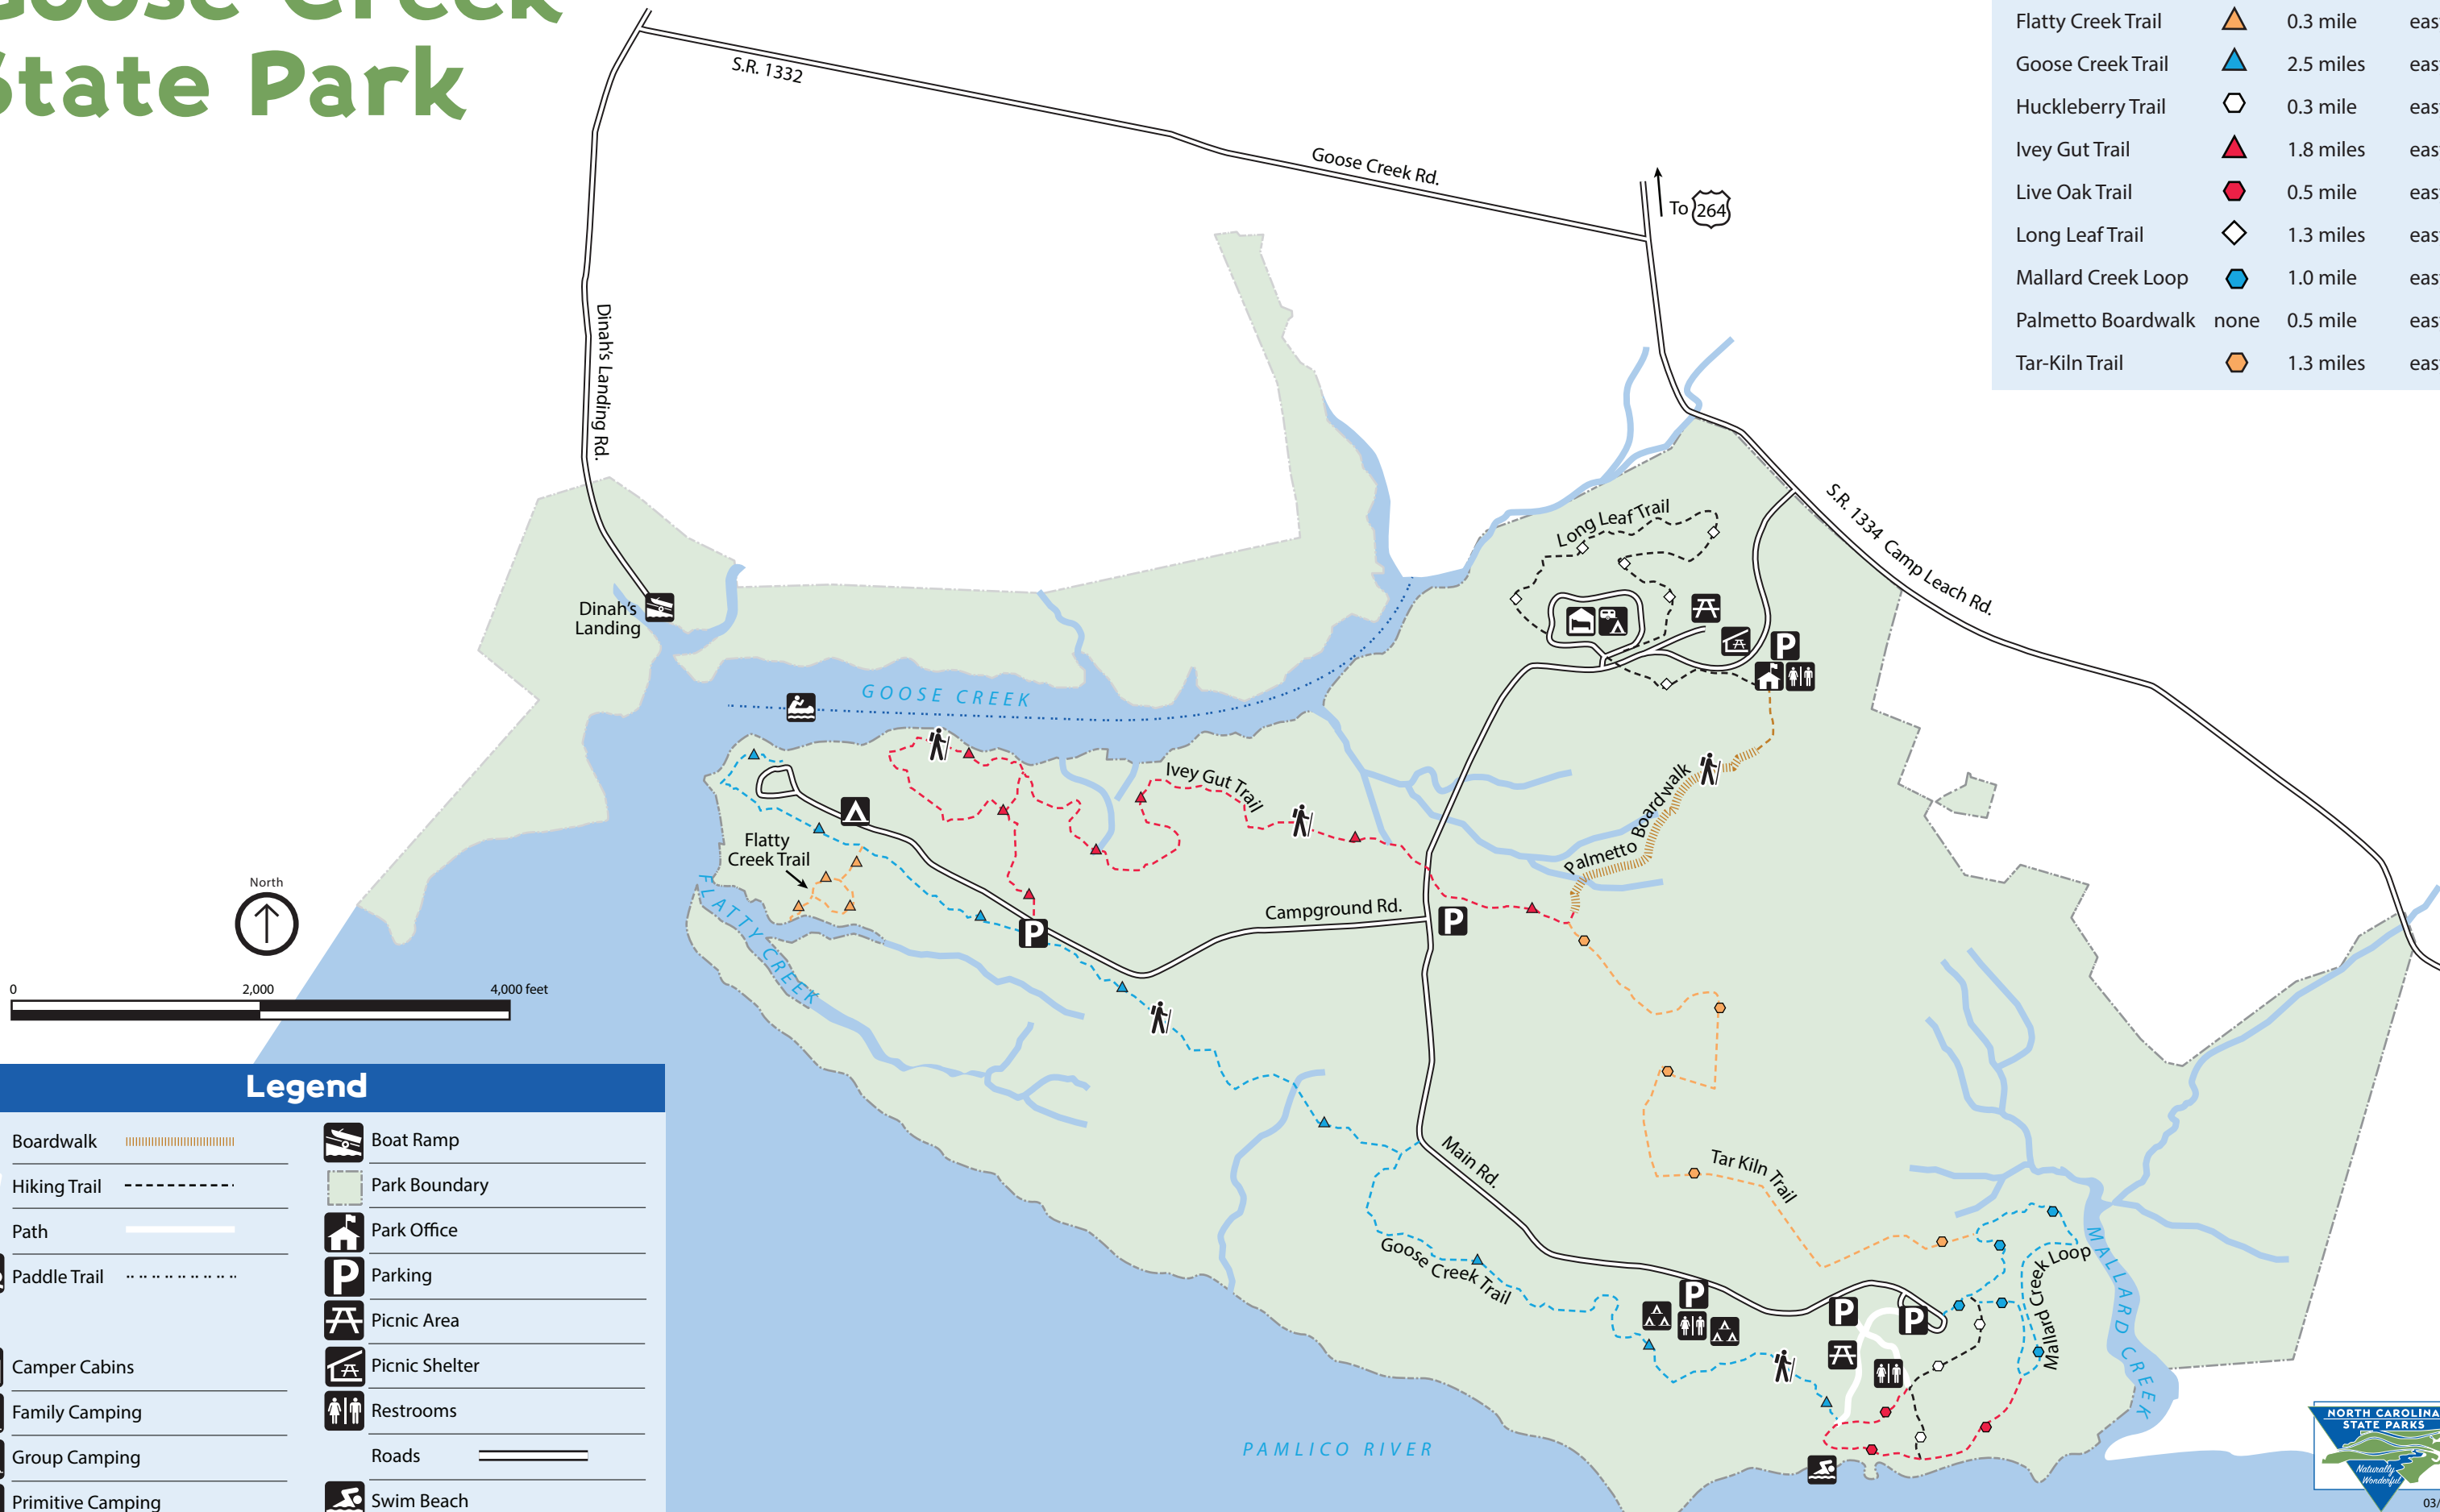 Goose Creek
State Park
Flatty Creek Trail 0.3 mile
Goose Creek Trail 2.5 miles
Huckleberry Trail 0.3 mile
Ivey Gut Trail 1.8 miles
Live Oak Trail 0.5 mile
Long Leaf Trail 1.3 miles
Mallard Creek Loop 1.0 mile
Palmetto Boardwalk none 0.5 mile
Tar-Kiln Trail 1.3 miles
S.R. 1332
Goose Creek Rd.
To 264
Dinah's Landing Rd.
S.R. 1334 Camp Leach Rd.
Long Leaf Trail
Dinah's
Landing
P
GOOSE CREEK
Ivey Gut Trail
Palmetto Boardwalk
Flatty
Creek Trail
FLATTY CREEK
Campground Rd.
P
P
North
0 2,000 4,000 feet
Main Rd.
Tar Kiln Trail
Goose Creek Trail
Mallard Creek Loop
MALLARD CREEK
P
P
P
PAMLICO RIVER
Legend
Boardwalk
Hiking Trail
Path
Paddle Trail
Camper Cabins
Family Camping
Group Camping
Primitive Camping
Boat Ramp
Park Boundary
Park Office
P Parking
Picnic Area
Picnic Shelter
Restrooms
Roads
Swim Beach
NORTH CAROLINA
STATE PARKS
Naturally
Wonderful
03/